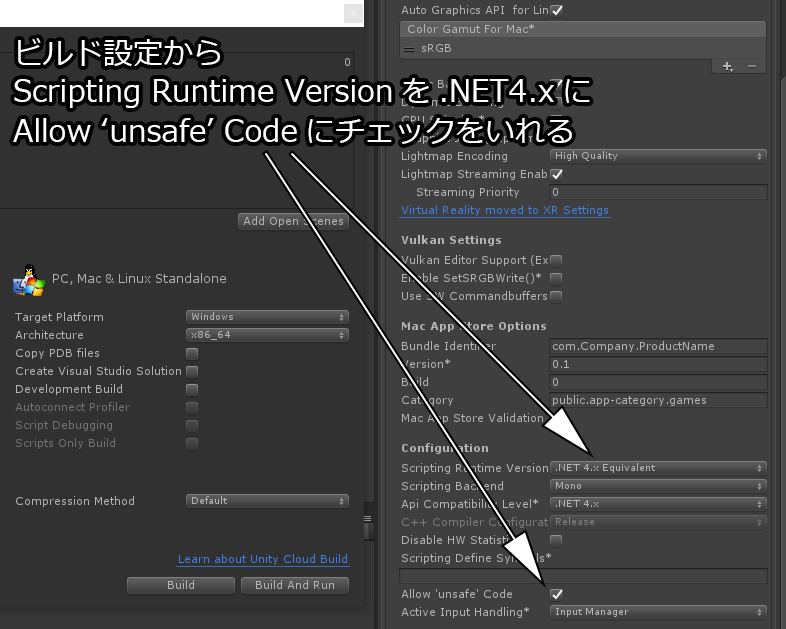 Auto Graphics API for Lin
Color Gamut For Mac*
sRGB
0
ビルド設定から
Scripting Runtime Version を .NET4.x に
Allow ‘unsafe’ Code にチェックをいれる
Lightmap Encoding
High Quality
Lightmap Streaming Enab
Streaming Priority
0
Virtual Reality moved to XR Settings
Add Open Scenes
Vulkan Settings
Vulkan Editor Support (Ex
Enable SetSRGBWrite()*
Use SW Commandbuffers
PC, Mac & Linux Standalone
Target Platform
Windows
Architecture
x86_64
Copy PDB files
Create Visual Studio Solution
Development Build
Autoconnect Profiler
Script Debugging
Scripts Only Build
Compression Method
Default
Learn about Unity Cloud Build
Build
Build And Run
Mac App Store Options
Bundle Identifier
com.Company.ProductName
Version*
0.1
Build
0
Category
public.app-category.games
Mac App Store Validation
Configuration
Scripting Runtime Version
.NET 4.x Equivalent
Scripting Backend
Mono
Api Compatibility Level*
.NET 4.x
C++ Compiler Configurat
Release
Disable HW Statistic
Scripting Define Symbols*
Allow 'unsafe' Code
Active Input Handling*
Input Manager